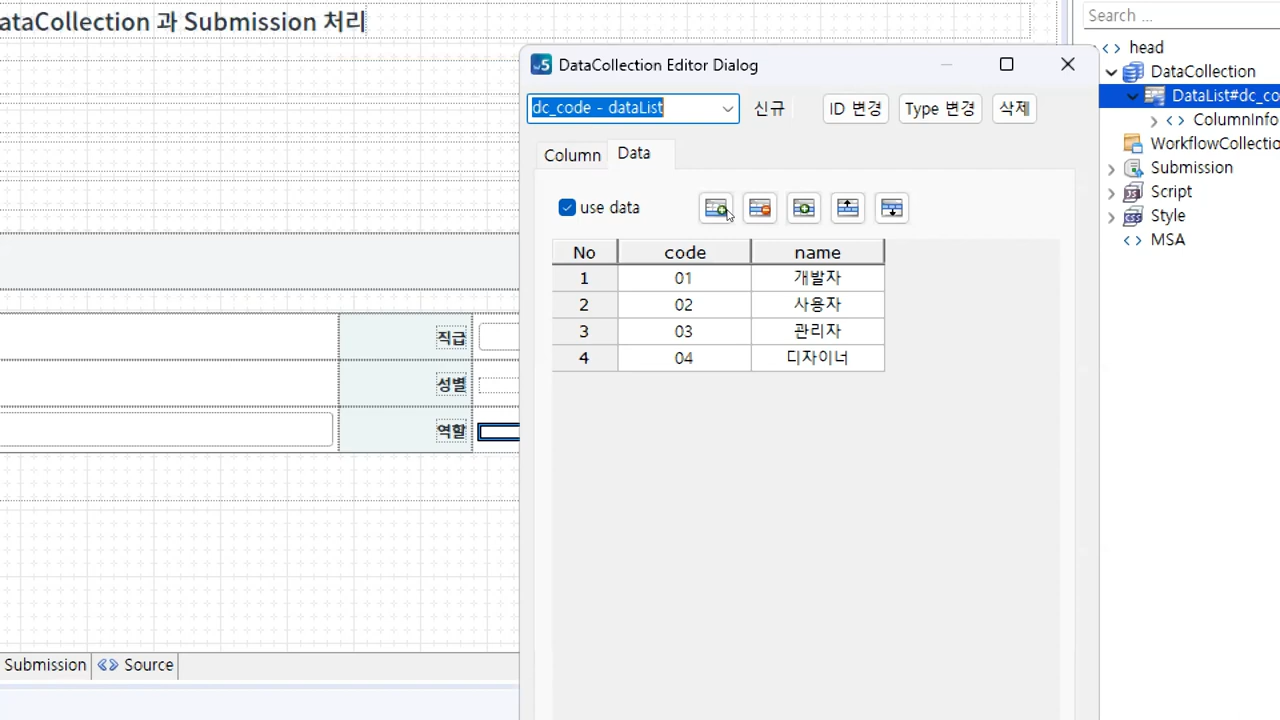 ataCollection 과 Submission 처리
Search ...
head
DataCollection
DataList#dc_co
ColumnInfo
WorkflowCollectio
Submission
Script
Style
MSA
DataCollection Editor Dialog
dc_code - dataList
신규
ID 변경
Type 변경
삭제
Column
Data
use data
No code name
1 01 개발자
2 02 사용자
3 03 관리자
4 04 디자이너
직급
성별
역할
Submission
Source